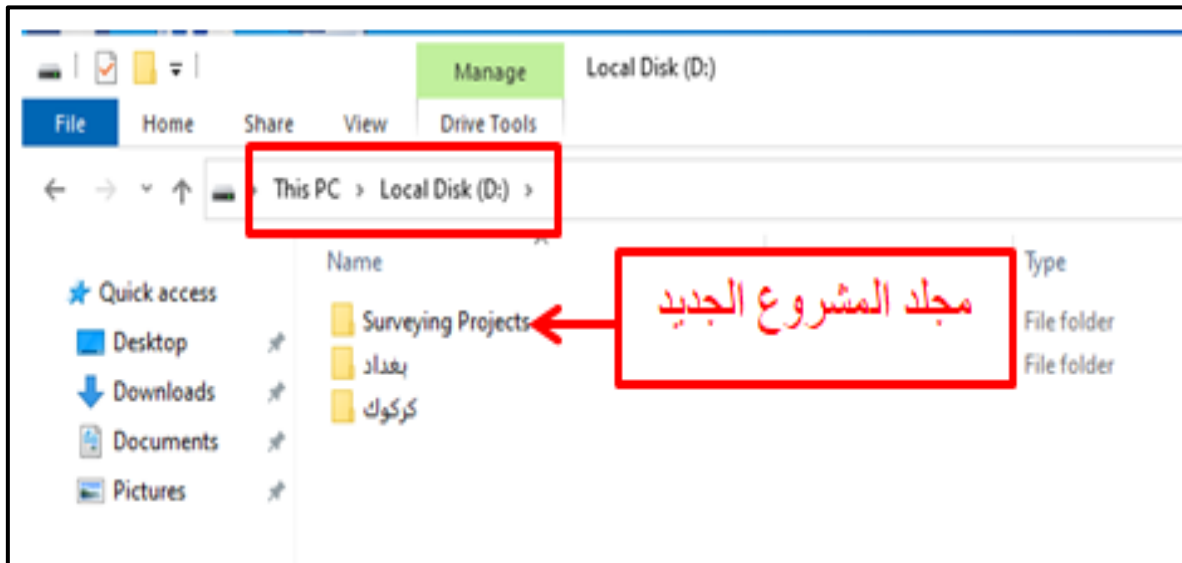 Manage Local Disk (D:)
File Home Share View Drive Tools
This PC > Local Disk (D:) >
Name Type
Quick access
Desktop
Downloads
Documents
Pictures
Surveying Projects File folder
بغداد File folder
كركوك
مجلد المشروع الجديد